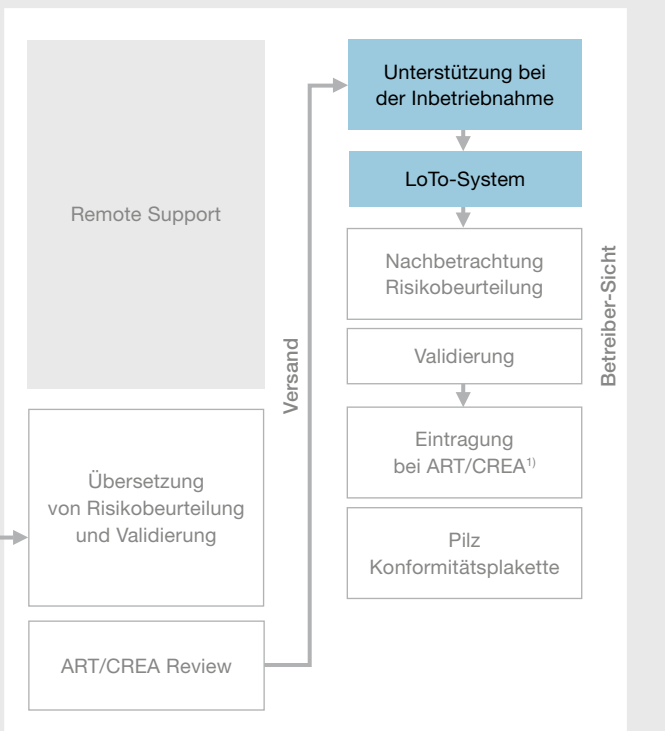 Remote Support
Übersetzung
von Risikobeurteilung
und Validierung
ART/CREA Review
Versand
Unterstützung bei
der Inbetriebnahme
LoTo-System
Nachbetrachtung
Risikobeurteilung
Validierung
Eintragung
bei ART/CREA¹⁾
Pilz
Konformitätsplakette
Betreiber-Sicht